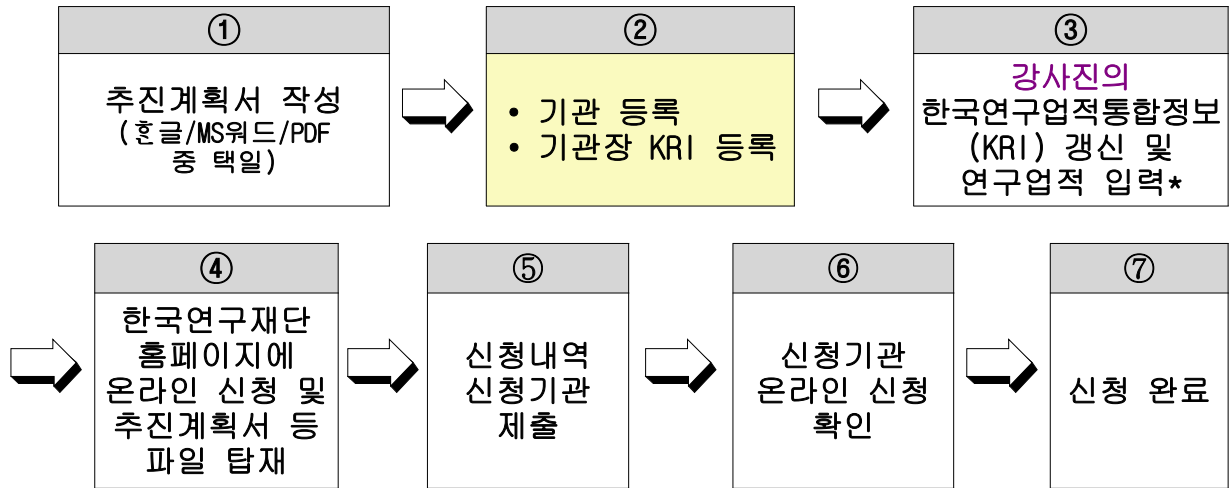 ①
추진계획서 작성
(흔글/MS워드/PDF
중 택일)
②
• 기관 등록
• 기관장 KRI 등록
③
강사진의
한국연구업적통합정보
(KRI) 갱신 및
연구업적 입력*
④
한국연구재단
홈페이지에
온라인 신청 및
추진계획서 등
파일 탑재
⑤
신청내역
신청기관
제출
⑥
신청기관
온라인 신청
확인
⑦
신청 완료